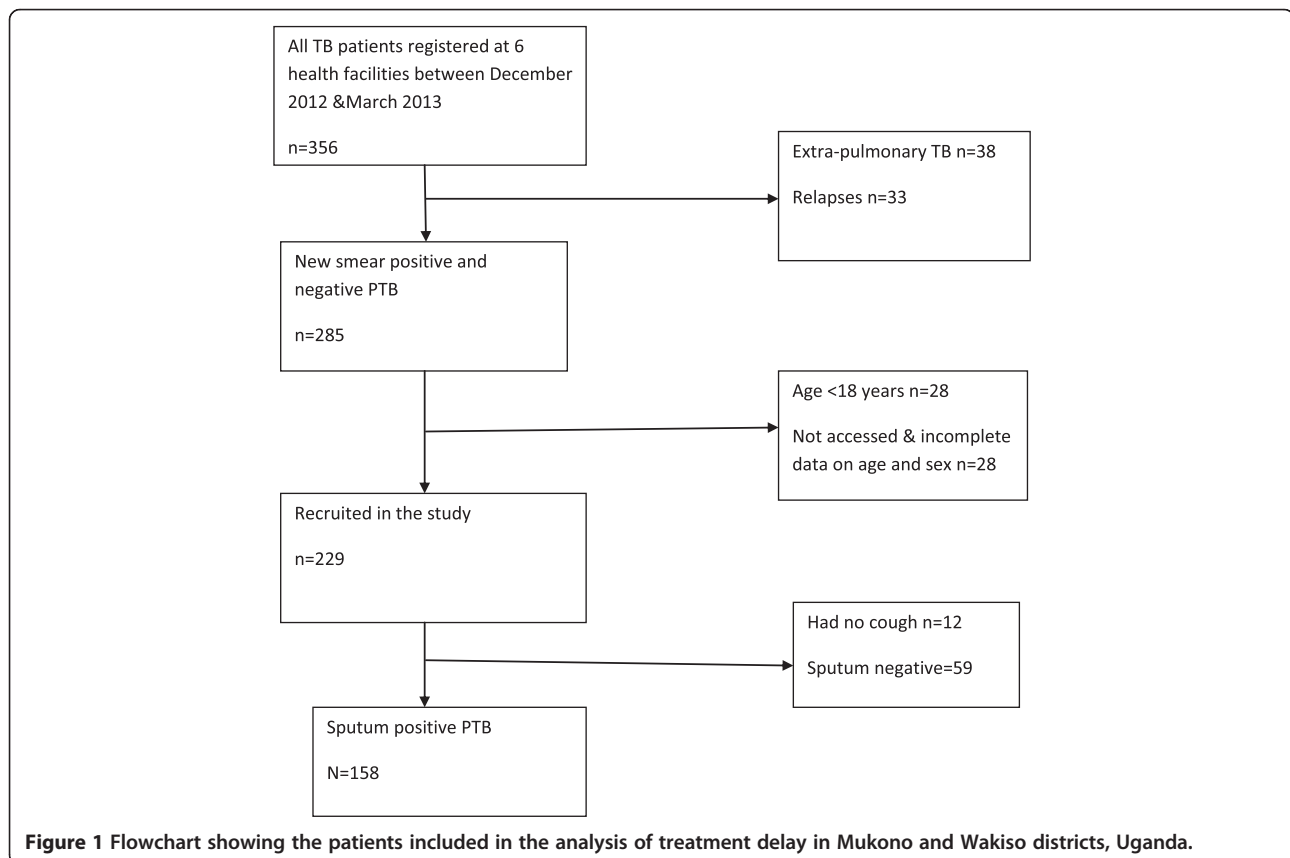 All TB patients registered at 6
health facilities between December
2012 &March 2013
n=356
Extra-pulmonary TB n=38
Relapses n=33
New smear positive and
negative PTB
n=285
Age <18 years n=28
Not accessed & incomplete
data on age and sex n=28
Recruited in the study
n=229
Had no cough n=12
Sputum negative=59
Sputum positive PTB
N=158
Figure 1 Flowchart showing the patients included in the analysis of treatment delay in Mukono and Wakiso districts, Uganda.